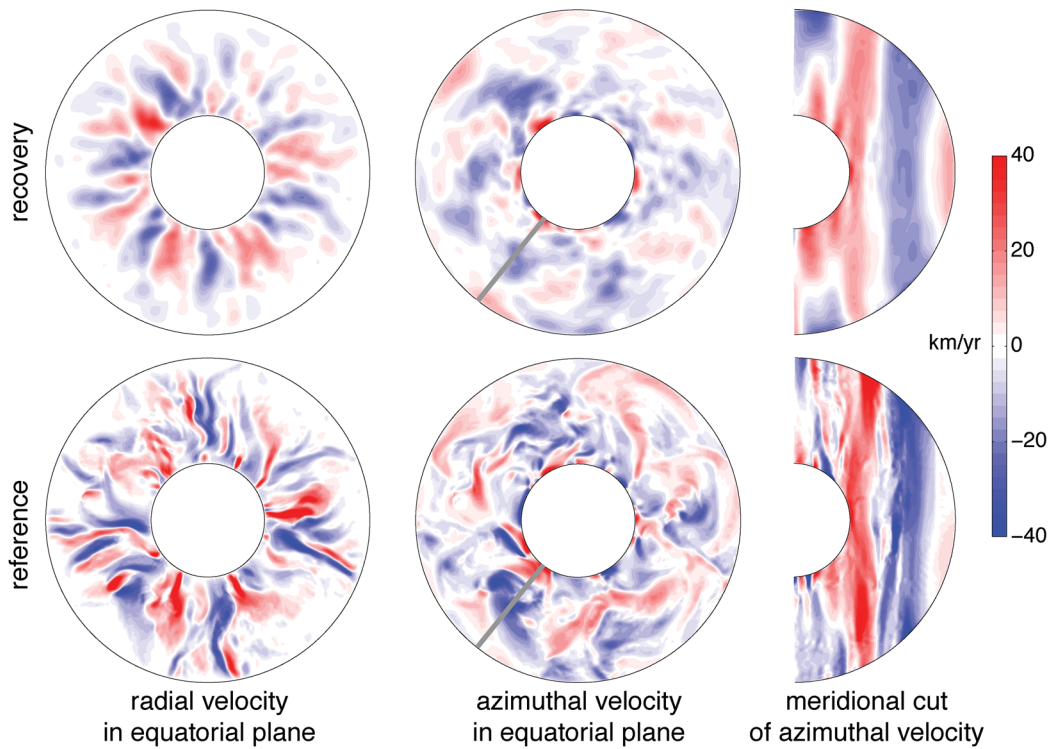 recovery
reference
40
20
km/yr
0
−20
−40
radial velocity
in equatorial plane
azimuthal velocity
in equatorial plane
meridional cut
of azimuthal velocity